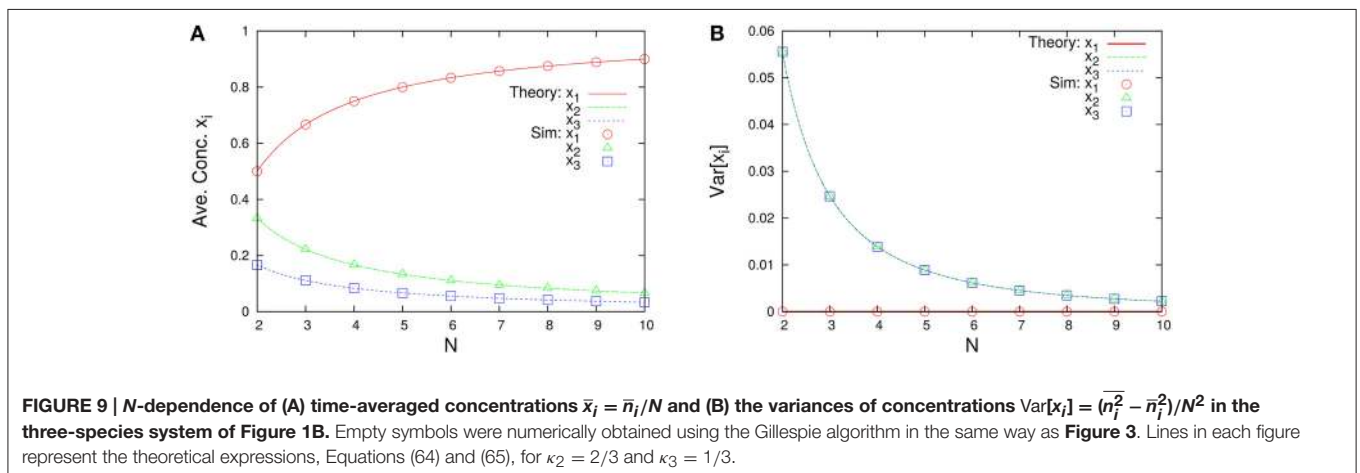 A
1
0.8
0.6
0.4
0.2
0
Ave. Conc. xi
Theory: x1
x2
x3
Sim: x1
x2
x3
2 3 4 5 6 7 8 9 10
N
B
0.06
0.05
0.04
0.03
0.02
0.01
0
Var[xi]
Theory: x1
x2
x3
Sim: x1
x2
x3
2 3 4 5 6 7 8 9 10
N
FIGURE 9 | N-dependence of (A) time-averaged concentrations x̄i = n̄i/N and (B) the variances of concentrations Var[xi] = (n̅i²̅ − n̄i²)/N² in the
three-species system of Figure 1B. Empty symbols were numerically obtained using the Gillespie algorithm in the same way as Figure 3. Lines in each figure
represent the theoretical expressions, Equations (64) and (65), for κ2 = 2/3 and κ3 = 1/3.